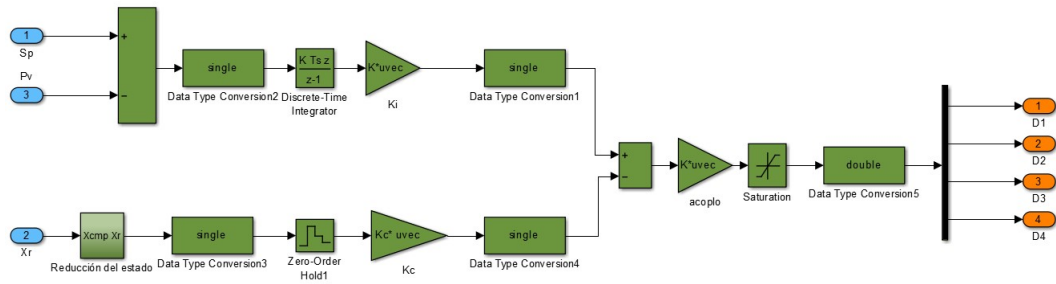 1
Sp
Pv
3
+
−
single
Data Type Conversion2
K Ts z
z-1
Discrete-Time
Integrator
K*uvec
Ki
single
Data Type Conversion1
2
Xr
Xcmp Xr
Reducción del estado
single
Data Type Conversion3
Zero-Order
Hold1
Kc* uvec
Kc
single
Data Type Conversion4
+
−
K*uvec
acoplo
Saturation
double
Data Type Conversion5
1
D1
2
D2
3
D3
4
D4